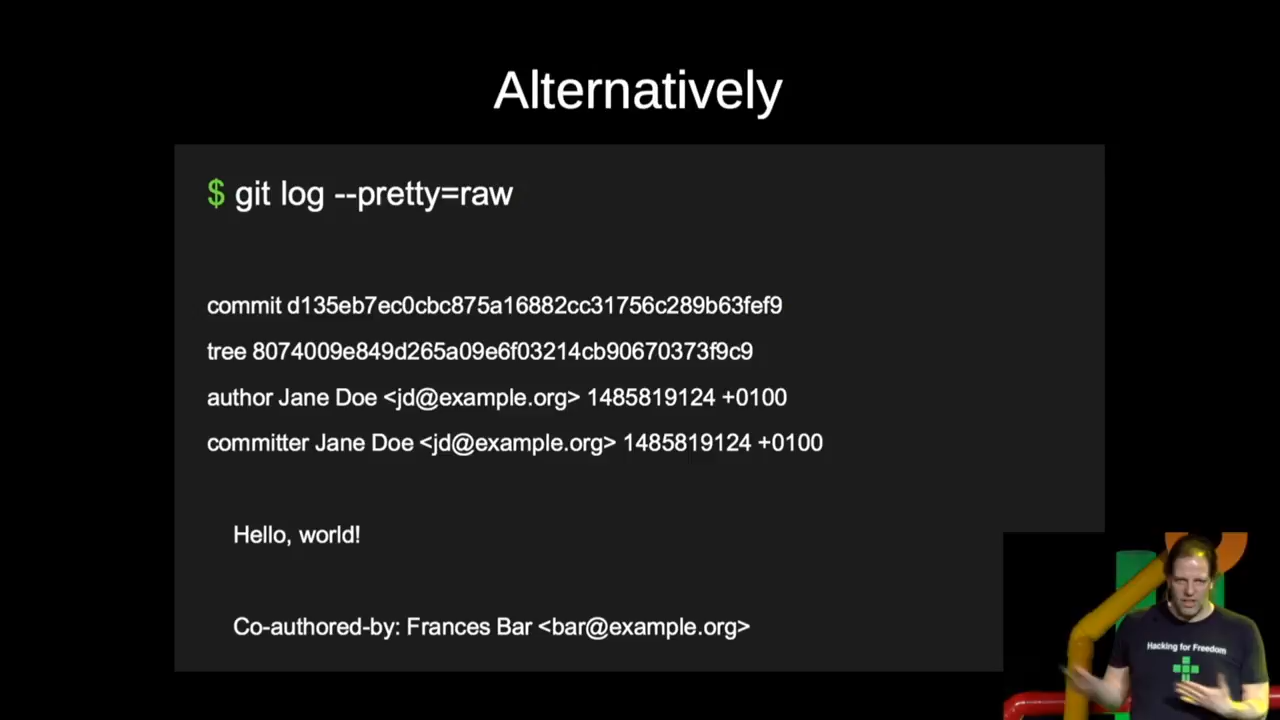 Alternatively
$ git log --pretty=raw
commit d135eb7ec0cbc875a16882cc31756c289b63fef9
tree 8074009e849d265a09e6f03214cb90670373f9c9
author Jane Doe <jd@example.org> 1485819124 +0100
committer Jane Doe <jd@example.org> 1485819124 +0100
Hello, world!
Co-authored-by: Frances Bar <bar@example.org>
Hacking for Freedom